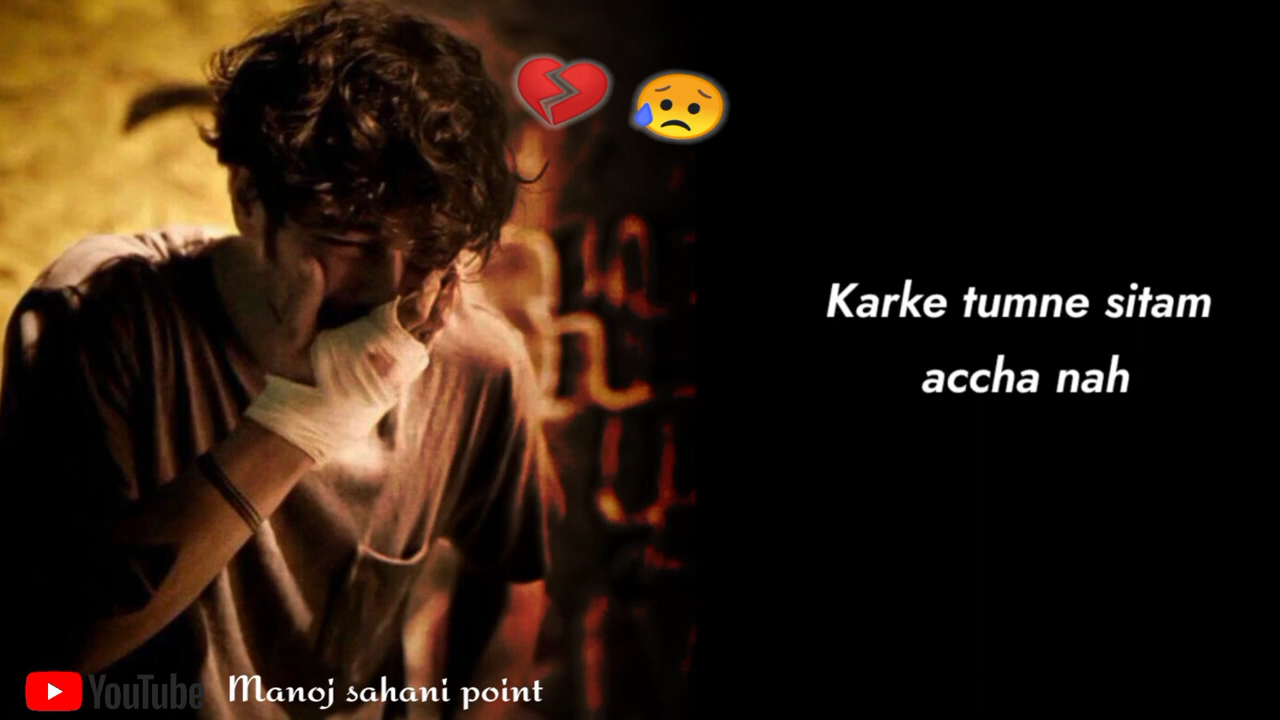 Karke tumne sitam
accha nah
YouTube
Manoj sahani point